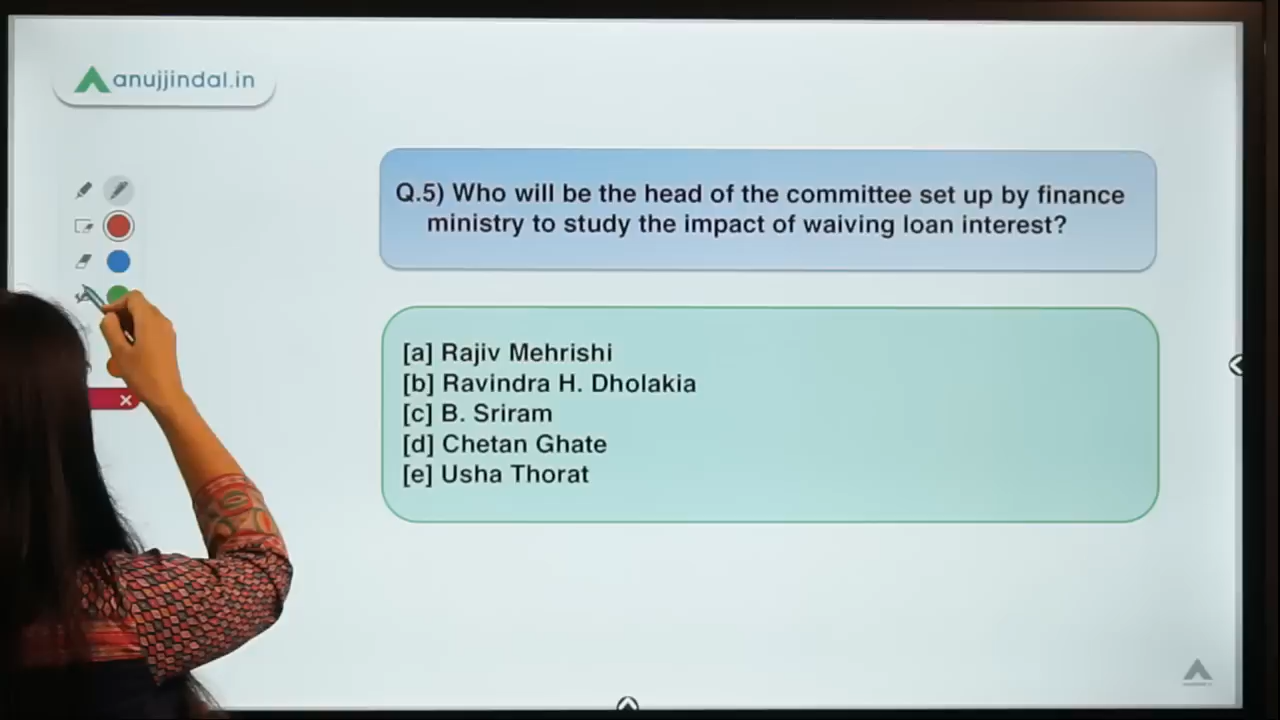 anujjindal.in
Q.5) Who will be the head of the committee set up by finance
ministry to study the impact of waiving loan interest?
[a] Rajiv Mehrishi
[b] Ravindra H. Dholakia
[c] B. Sriram
[d] Chetan Ghate
[e] Usha Thorat